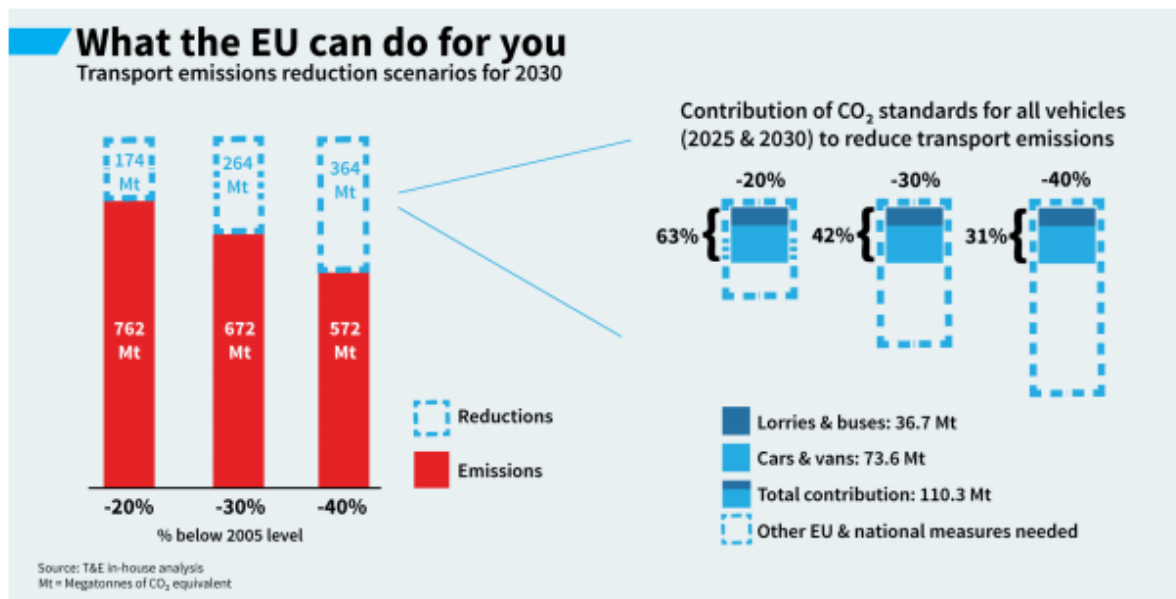 What the EU can do for you
Transport emissions reduction scenarios for 2030
174
Mt
264
Mt
364
Mt
762
Mt
672
Mt
572
Mt
-20%
-30%
-40%
% below 2005 level
Reductions
Emissions
Contribution of CO₂ standards for all vehicles
(2025 & 2030) to reduce transport emissions
-20%
-30%
-40%
63%
42%
31%
Lorries & buses: 36.7 Mt
Cars & vans: 73.6 Mt
Total contribution: 110.3 Mt
Other EU & national measures needed
Source: T&E in-house analysis
Mt = Megatonnes of CO₂ equivalent